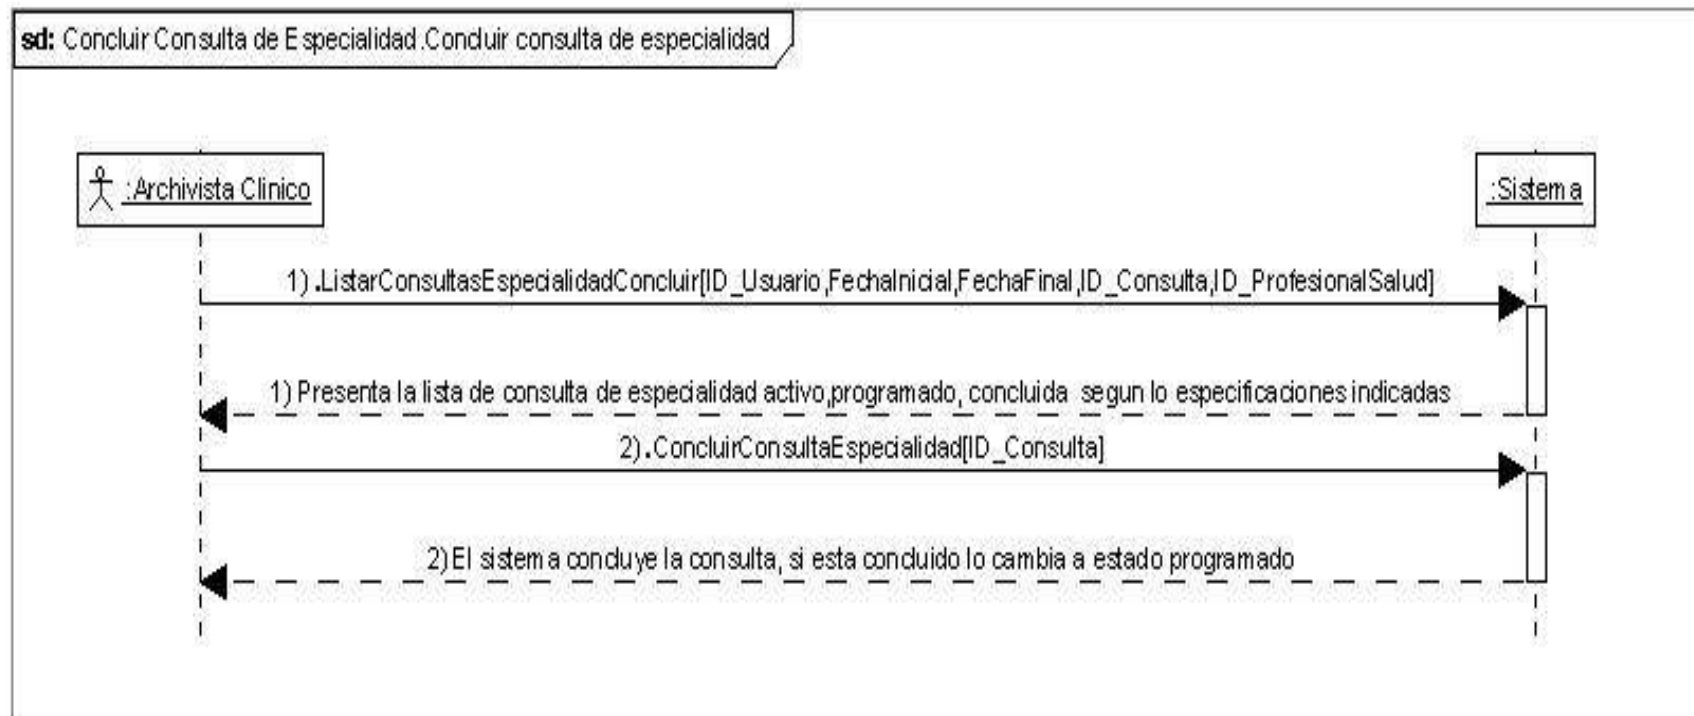 sd: Concluir Consulta de Especialidad.Concluir consulta de especialidad
:Archivista Clinico
:Sistema
1).ListarConsultasEspecialidadConcluir[ID_Usuario,FechaInicial,FechaFinal,ID_Consulta,ID_ProfesionalSalud]
1) Presenta la lista de consulta de especialidad activo,programado, concluida segun lo especificaciones indicadas
2).ConcluirConsultaEspecialidad[ID_Consulta]
2)El sistema concluye la consulta, si esta concluido lo cambia a estado programado